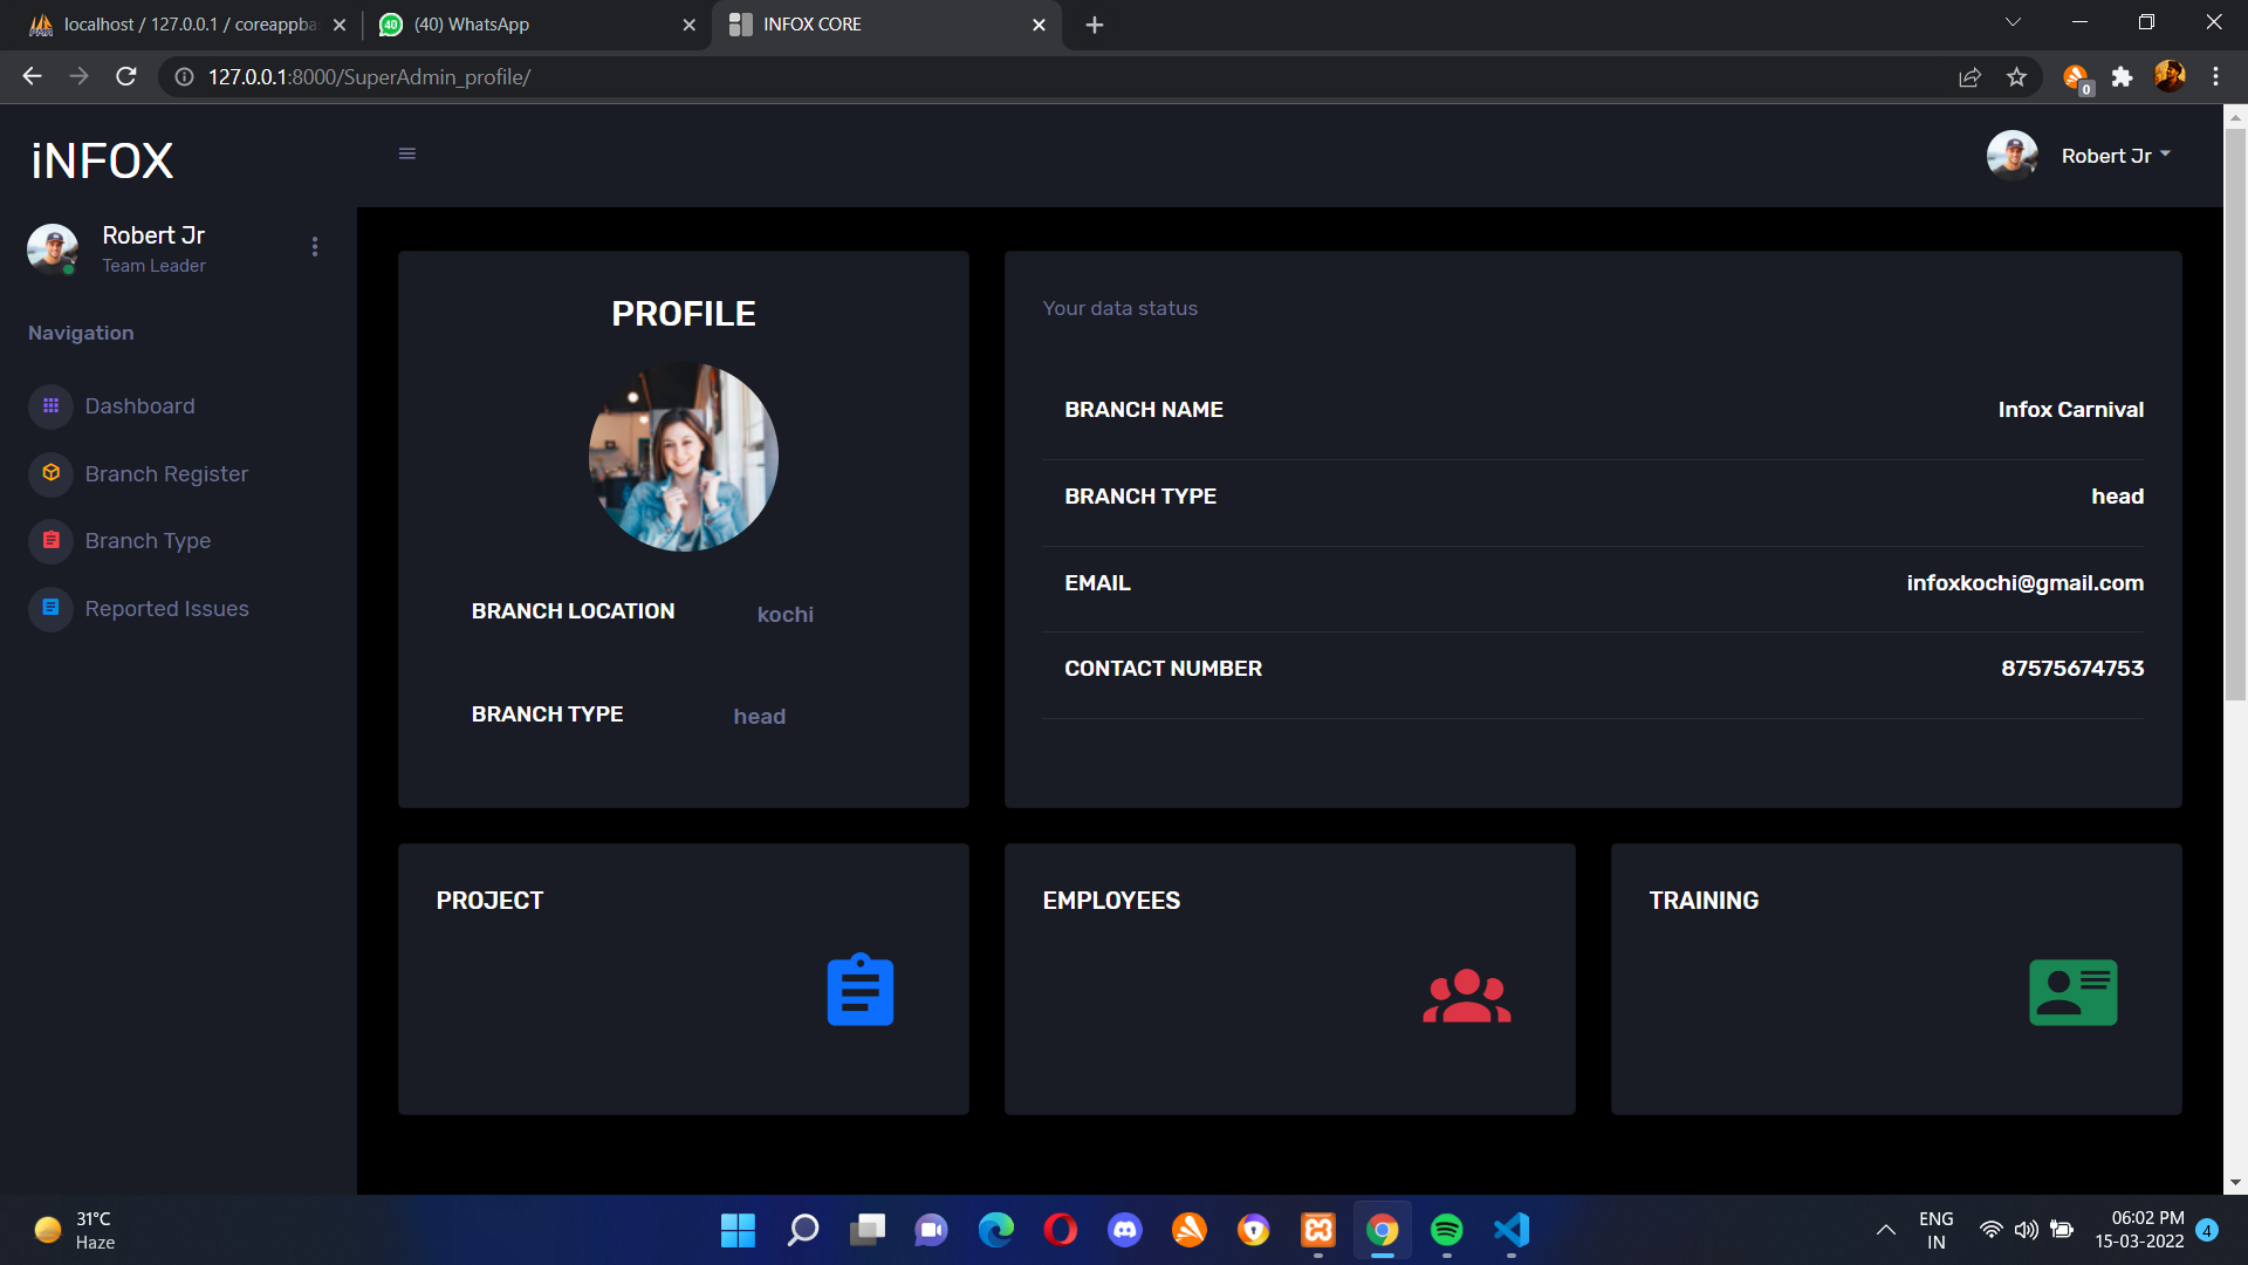 localhost / 127.0.0.1 / coreappba
(40) WhatsApp
INFOX CORE
127.0.0.1:8000/SuperAdmin_profile/
0
iNFOX
Robert Jr
Robert Jr
Team Leader
Navigation
Dashboard
Branch Register
Branch Type
Reported Issues
PROFILE
BRANCH LOCATION kochi
BRANCH TYPE head
Your data status
BRANCH NAME Infox Carnival
BRANCH TYPE head
EMAIL infoxkochi@gmail.com
CONTACT NUMBER 87575674753
PROJECT
EMPLOYEES
TRAINING
31°C
Haze
ENG
IN
06:02 PM
15-03-2022
4